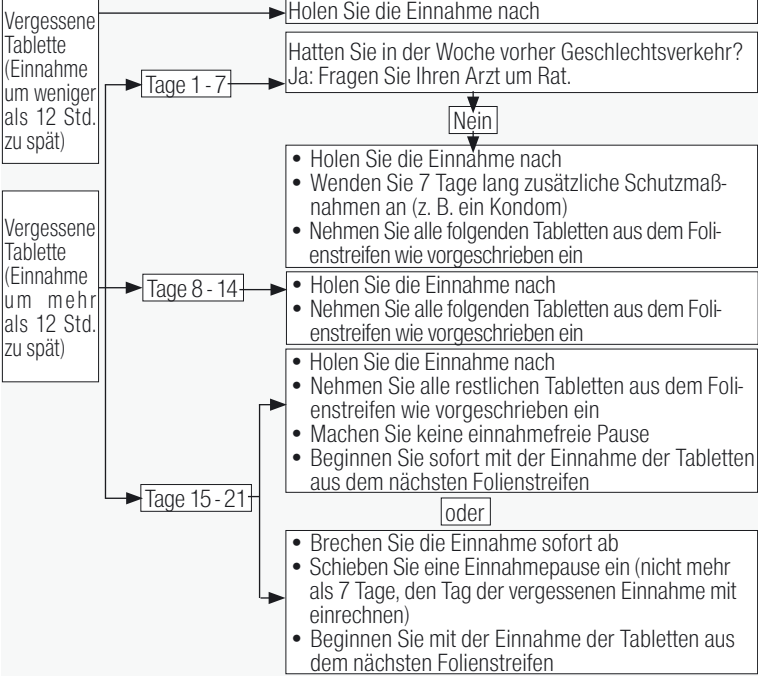 Vergessene
Tablette
(Einnahme
um weniger
als 12 Std.
zu spät)
Holen Sie die Einnahme nach
Vergessene
Tablette
(Einnahme
um mehr
als 12 Std.
zu spät)
Tage 1 - 7
Hatten Sie in der Woche vorher Geschlechtsverkehr?
Ja: Fragen Sie Ihren Arzt um Rat.
Nein
• Holen Sie die Einnahme nach
• Wenden Sie 7 Tage lang zusätzliche Schutzmaß-
nahmen an (z. B. ein Kondom)
• Nehmen Sie alle folgenden Tabletten aus dem Foli-
enstreifen wie vorgeschrieben ein
Tage 8 - 14
• Holen Sie die Einnahme nach
• Nehmen Sie alle folgenden Tabletten aus dem Foli-
enstreifen wie vorgeschrieben ein
Tage 15 - 21
• Holen Sie die Einnahme nach
• Nehmen Sie alle restlichen Tabletten aus dem Foli-
enstreifen wie vorgeschrieben ein
• Machen Sie keine einnahmefreie Pause
• Beginnen Sie sofort mit der Einnahme der Tabletten
aus dem nächsten Folienstreifen
oder
• Brechen Sie die Einnahme sofort ab
• Schieben Sie eine Einnahmepause ein (nicht mehr
als 7 Tage, den Tag der vergessenen Einnahme mit
einrechnen)
• Beginnen Sie mit der Einnahme der Tabletten aus
dem nächsten Folienstreifen